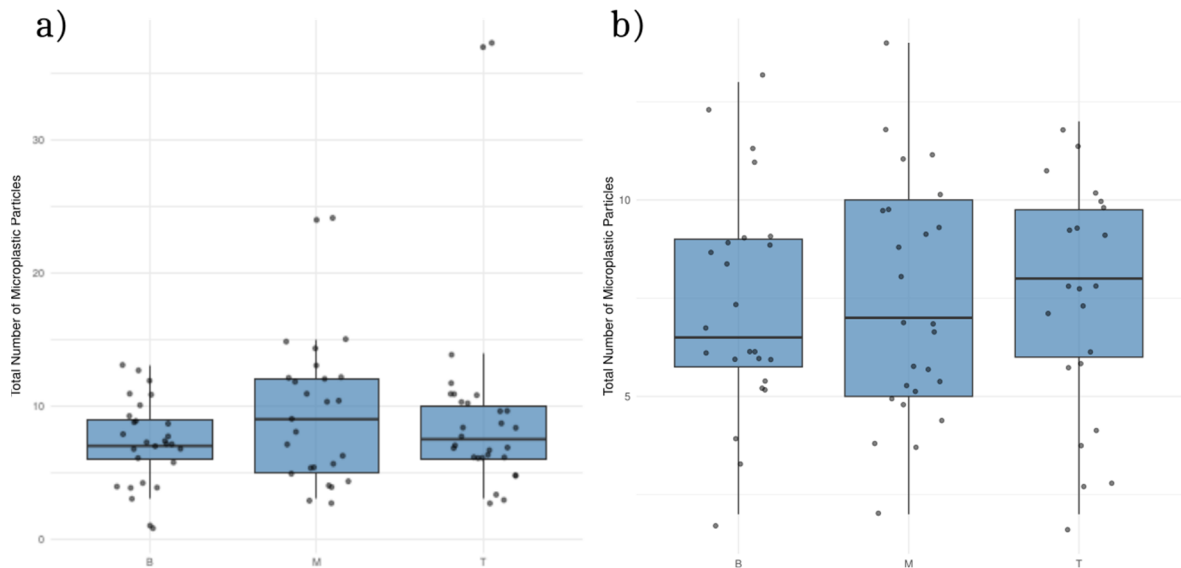 a)
Total Number of Microplastic Particles
30
20
10
0
B M T
b)
Total Number of Microplastic Particles
10
5
B M T